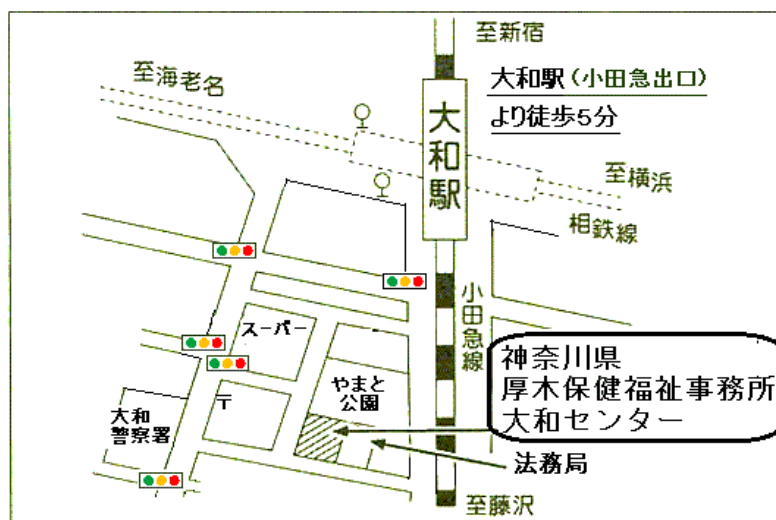 至新宿
至海老名
大和駅(小田急出口)
より徒歩5分
大和駅
至横浜
相鉄線
小田急線
スーパー
やまと
公園
〒
大和
警察署
神奈川県
厚木保健福祉事務所
大和センター
法務局
至藤沢